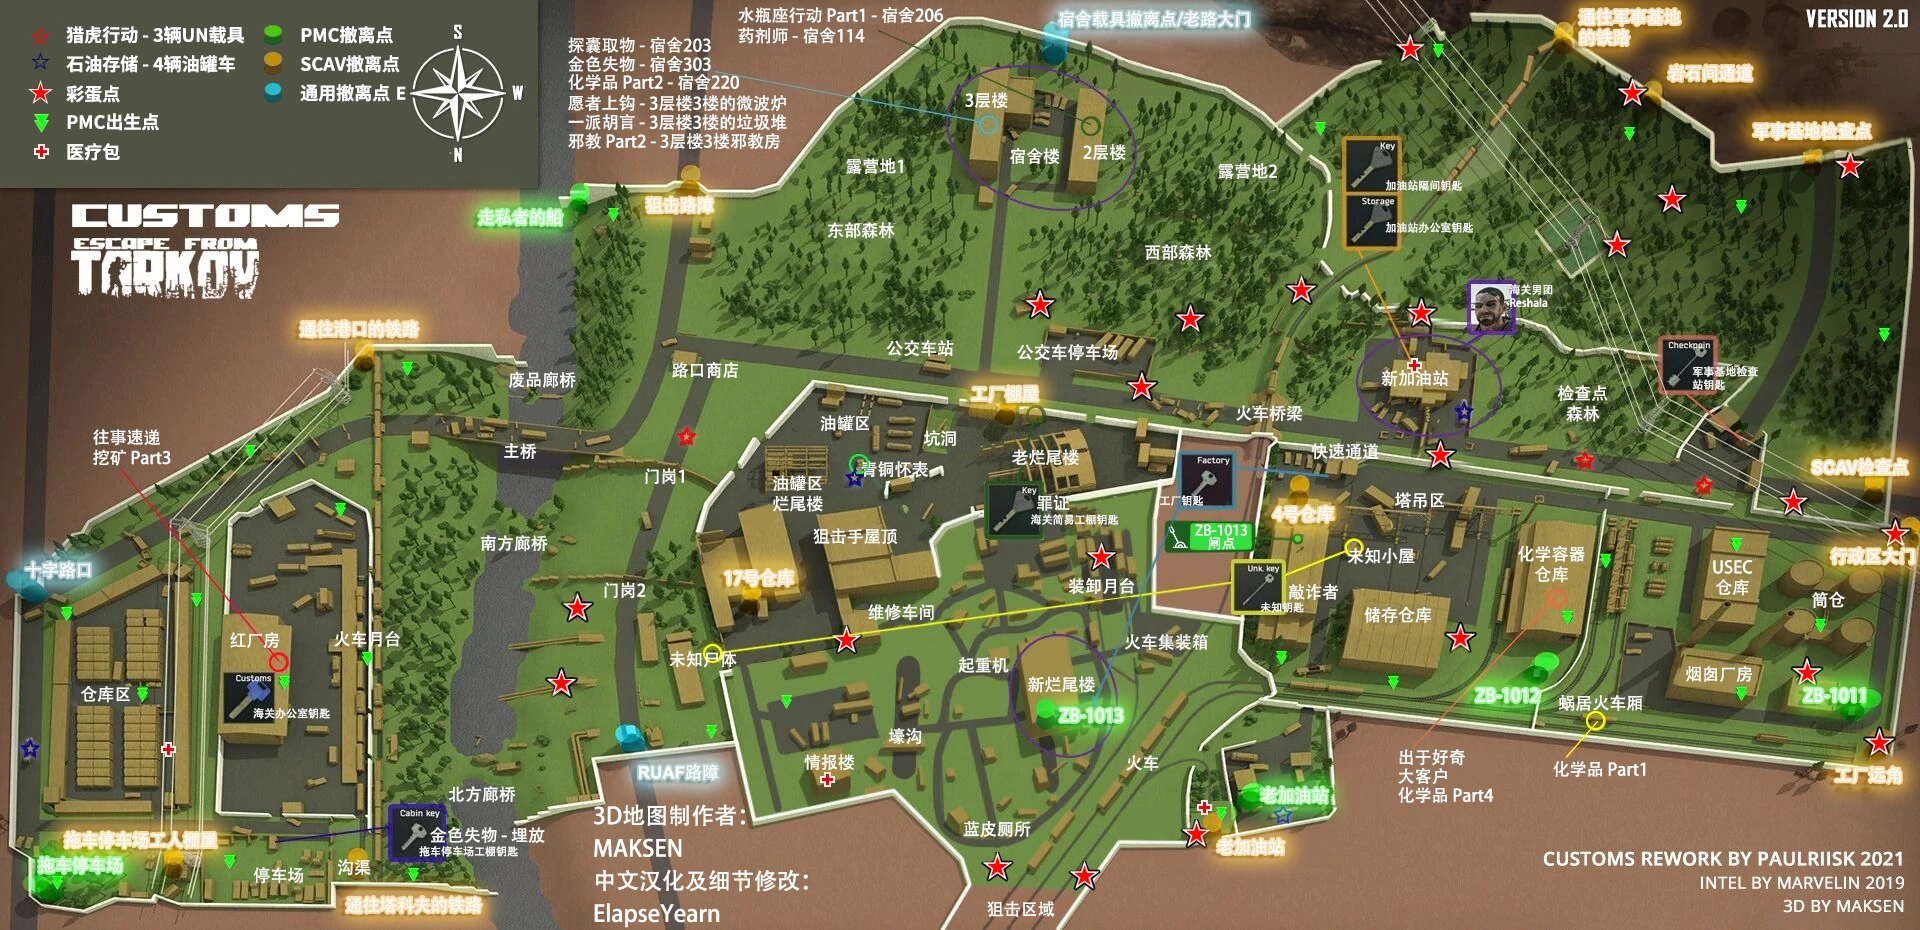 猎虎行动 - 3辆UN载具
石油存储 - 4辆油罐车
彩蛋点
PMC出生点
医疗包
PMC撤离点
SCAV撤离点
通用撤离点
S
E
W
N
CUSTOMS
ESCAPE FROM
TARKOV
VERSION 2.0
水瓶座行动 Part1 - 宿舍206
药剂师 - 宿舍114
探囊取物 - 宿舍203
金色失物 - 宿舍303
化学品 Part2 - 宿舍220
愿者上钩 - 3层楼3楼的微波炉
一派胡言 - 3层楼3楼的垃圾堆
邪教 Part2 - 3层楼3楼邪教房
宿舍载具撤离点/老路大门
通往军事基地
的铁路
岩石间通道
军事基地检查点
3层楼
宿舍楼
2层楼
露营地1
露营地2
Key
加油站隔间钥匙
Storage
加油站办公室钥匙
走私者的船
狙击路障
东部森林
西部森林
海关男团
Reshala
通往港口的铁路
公交车站
公交车停车场
路口商店
废品廊桥
新加油站
检查点
森林
Checkpoin
军事基地检查
站钥匙
工厂棚屋
火车桥梁
油罐区
坑洞
老烂尾楼
快速通道
往事速递
挖矿 Part3
主桥
门岗1
青铜怀表
油罐区
烂尾楼
Factory
工厂钥匙
SCAV检查点
Key
罪证
海关简易工棚钥匙
4号仓库
塔吊区
狙击手屋顶
ZB-1013
闸点
南方廊桥
未知小屋
化学容器
仓库
USEC
仓库
行政区大门
十字路口
17号仓库
门岗2
装卸月台
Unk. key
未知钥匙
敲诈者
维修车间
储存仓库
筒仓
红厂房
火车月台
未知尸体
起重机
火车集装箱
新烂尾楼
烟囱厂房
仓库区
Customs
海关办公室钥匙
ZB-1013
ZB-1012
蜗居火车厢
ZB-1011
壕沟
情报楼
火车
RUAF路障
出于好奇
大客户
化学品 Part4
化学品 Part1
工厂远角
北方廊桥
老加油站
Cabin key
金色失物 - 埋放
拖车停车场工棚钥匙
拖车停车场工人棚屋
拖车停车场
停车场
沟渠
通往塔科夫的铁路
蓝皮厕所
老加油站
狙击区域
3D地图制作者：
MAKSEN
中文汉化及细节修改：
ElapseYearn
CUSTOMS REWORK BY PAULRIISK 2021
INTEL BY MARVELIN 2019
3D BY MAKSEN